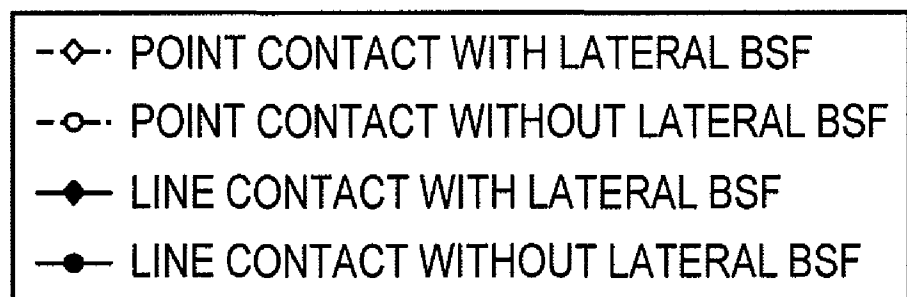 POINT CONTACT WITH LATERAL BSF
POINT CONTACT WITHOUT LATERAL BSF
LINE CONTACT WITH LATERAL BSF
LINE CONTACT WITHOUT LATERAL BSF